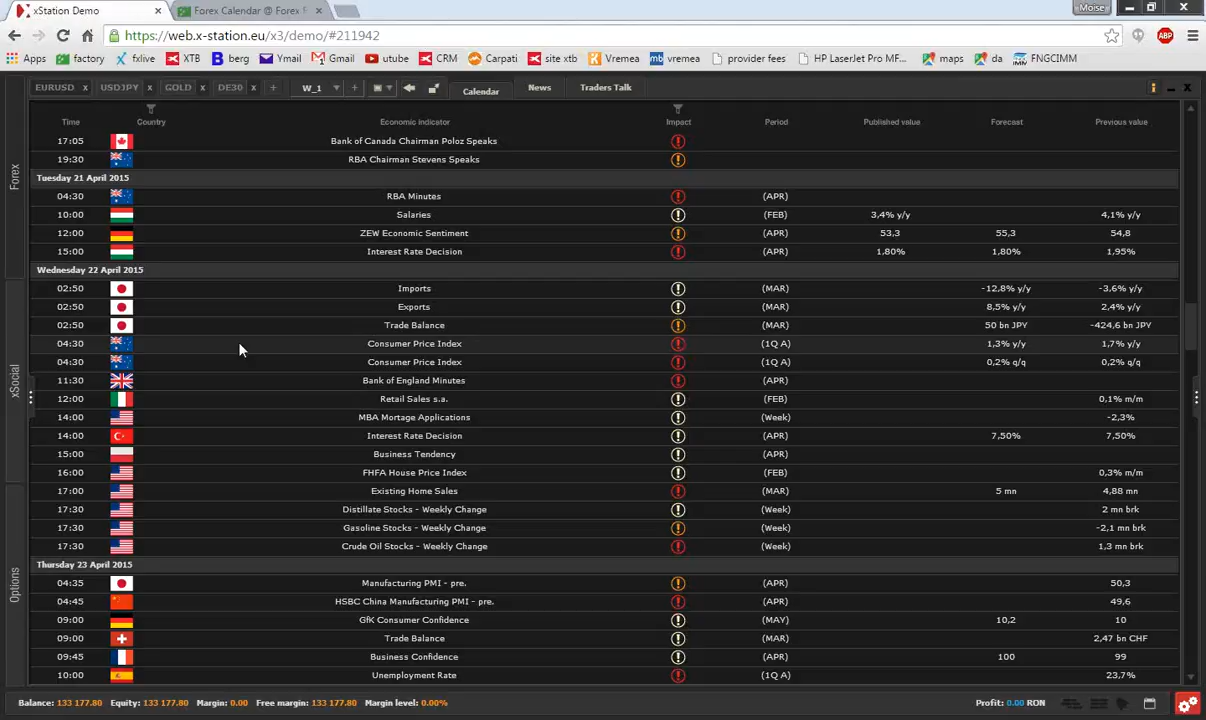 xStation Demo
Forex Calendar @ Forex F
Moise
https://web.x-station.eu/x3/demo/#211942
Apps factory fxlive XTB berg Ymail Gmail utube CRM Carpati site xtb Vremea vremea provider fees HP LaserJet Pro MF... maps da FNGCIMM
EURUSD x USDJPY x GOLD x DE30 x + W_1 + Calendar News Traders Talk
Time Country Economic indicator Impact Period Published value Forecast Previous value
17:05 Bank of Canada Chairman Poloz Speaks
19:30 RBA Chairman Stevens Speaks
Tuesday 21 April 2015
04:30 RBA Minutes (APR)
10:00 Salaries (FEB) 3,4% y/y 4,1% y/y
12:00 ZEW Economic Sentiment (APR) 53,3 55,3 54,8
15:00 Interest Rate Decision (APR) 1,80% 1,80% 1,95%
Wednesday 22 April 2015
02:50 Imports (MAR) -12,8% y/y -3,6% y/y
02:50 Exports (MAR) 8,5% y/y 2,4% y/y
02:50 Trade Balance (MAR) 50 bn JPY -424,6 bn JPY
04:30 Consumer Price Index (1Q A) 1,3% y/y 1,7% y/y
04:30 Consumer Price Index (1Q A) 0,2% q/q 0,2% q/q
11:30 Bank of England Minutes (APR)
12:00 Retail Sales s.a. (FEB) 0,1% m/m
14:00 MBA Mortage Applications (Week) -2,3%
14:00 Interest Rate Decision (APR) 7,50% 7,50%
15:00 Business Tendency (APR)
16:00 FHFA House Price Index (FEB) 0,3% m/m
17:00 Existing Home Sales (MAR) 5 mn 4,88 mn
17:30 Distillate Stocks - Weekly Change (Week) 2 mn brk
17:30 Gasoline Stocks - Weekly Change (Week) -2,1 mn brk
17:30 Crude Oil Stocks - Weekly Change (Week) 1,3 mn brk
Thursday 23 April 2015
04:35 Manufacturing PMI - pre. (APR) 50,3
04:45 HSBC China Manufacturing PMI - pre. (APR) 49,6
09:00 GfK Consumer Confidence (MAY) 10,2 10
09:00 Trade Balance (MAR) 2,47 bn CHF
09:45 Business Confidence (APR) 100 99
10:00 Unemployment Rate (1Q A) 23,7%
Forex
xSocial
Options
Balance: 133 177.80 Equity: 133 177.80 Margin: 0.00 Free margin: 133 177.80 Margin level: 0.00% Profit: 0.00 RON